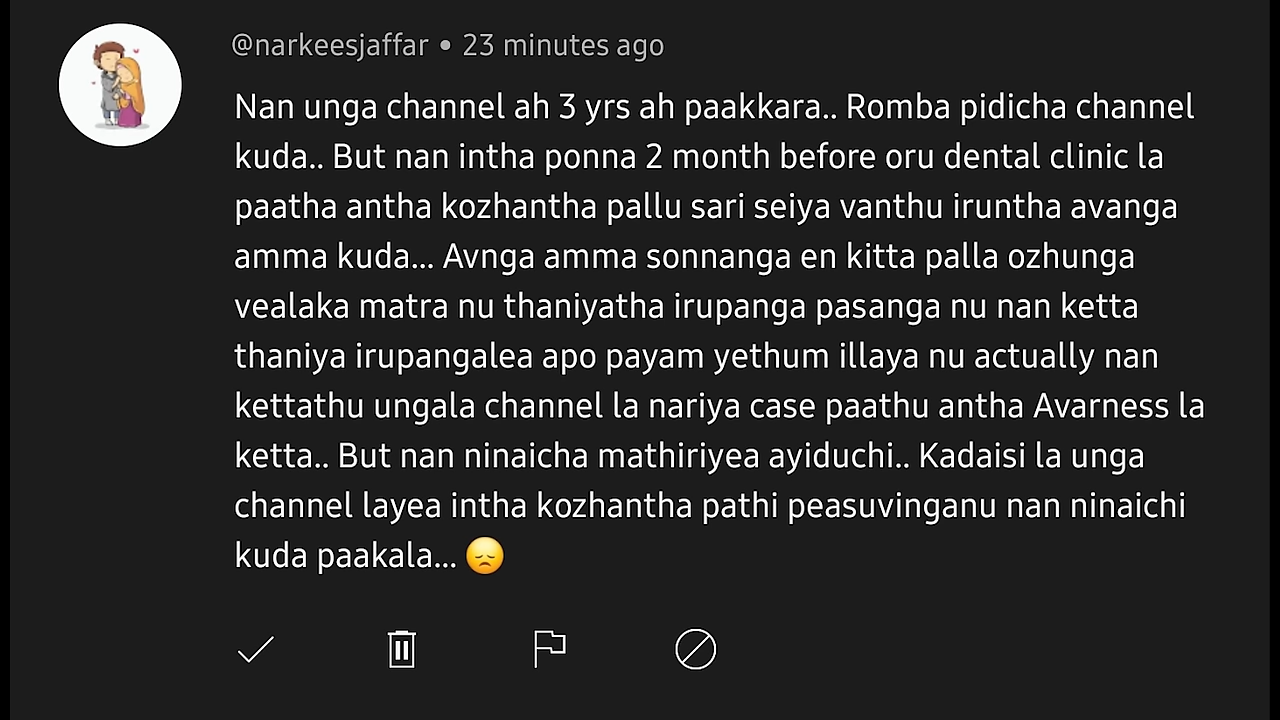 @narkeesjaffar • 23 minutes ago
Nan unga channel ah 3 yrs ah paakkara.. Romba pidicha channel
kuda.. But nan intha ponna 2 month before oru dental clinic la
paatha antha kozhantha pallu sari seiya vanthu iruntha avanga
amma kuda... Avnga amma sonnanga en kitta palla ozhunga
vealaka matra nu thaniyatha irupanga pasanga nu nan ketta
thaniya irupangalea apo payam yethum illaya nu actually nan
kettathu ungala channel la nariya case paathu antha Avarness la
ketta.. But nan ninaicha mathiriyea ayiduchi.. Kadaisi la unga
channel layea intha kozhantha pathi peasuvinganu nan ninaichi
kuda paakala... 😞